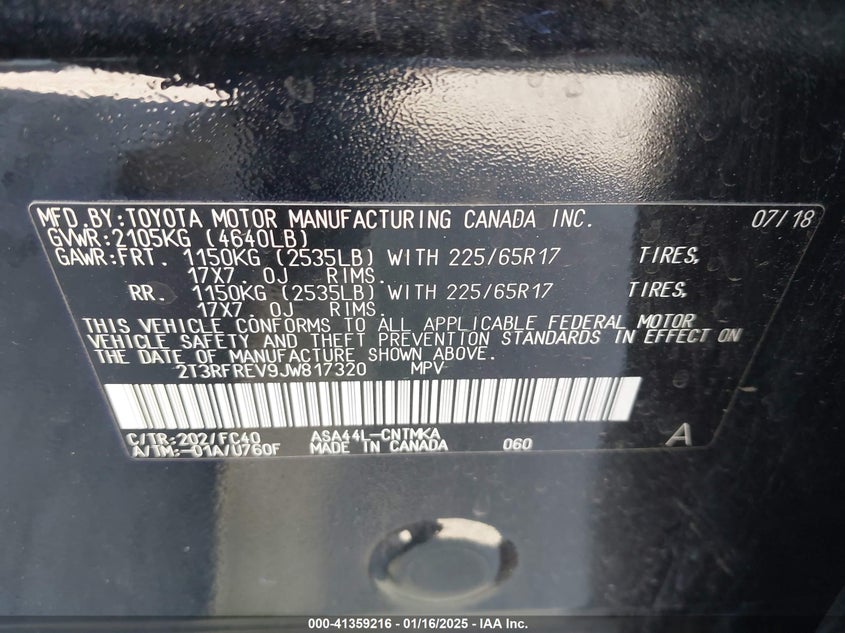 MFD BY:TOYOTA MOTOR MANUFACTURING CANADA INC. 07/18
GVWR:2105KG (4640LB)
GAWR:FRT. 1150KG (2535LB) WITH 225/65R17 TIRES,
17X7. 0J RIMS.
RR. 1150KG (2535LB) WITH 225/65R17 TIRES,
17X7 0J RIMS.
THIS VEHICLE CONFORMS TO ALL APPLICABLE FEDERAL MOTOR
VEHICLE SAFETY AND THEFT PREVENTION STANDARDS IN EFFECT ON
THE DATE OF MANUFACTURE SHOWN ABOVE.
2T3RFREV9JW817320 MPV
C/TR:202/FC40 ASA44L-CNTMKA
A/TM:-01A/U760F MADE IN CANADA 060 A
000-41359216 - 01/16/2025 - IAA Inc.